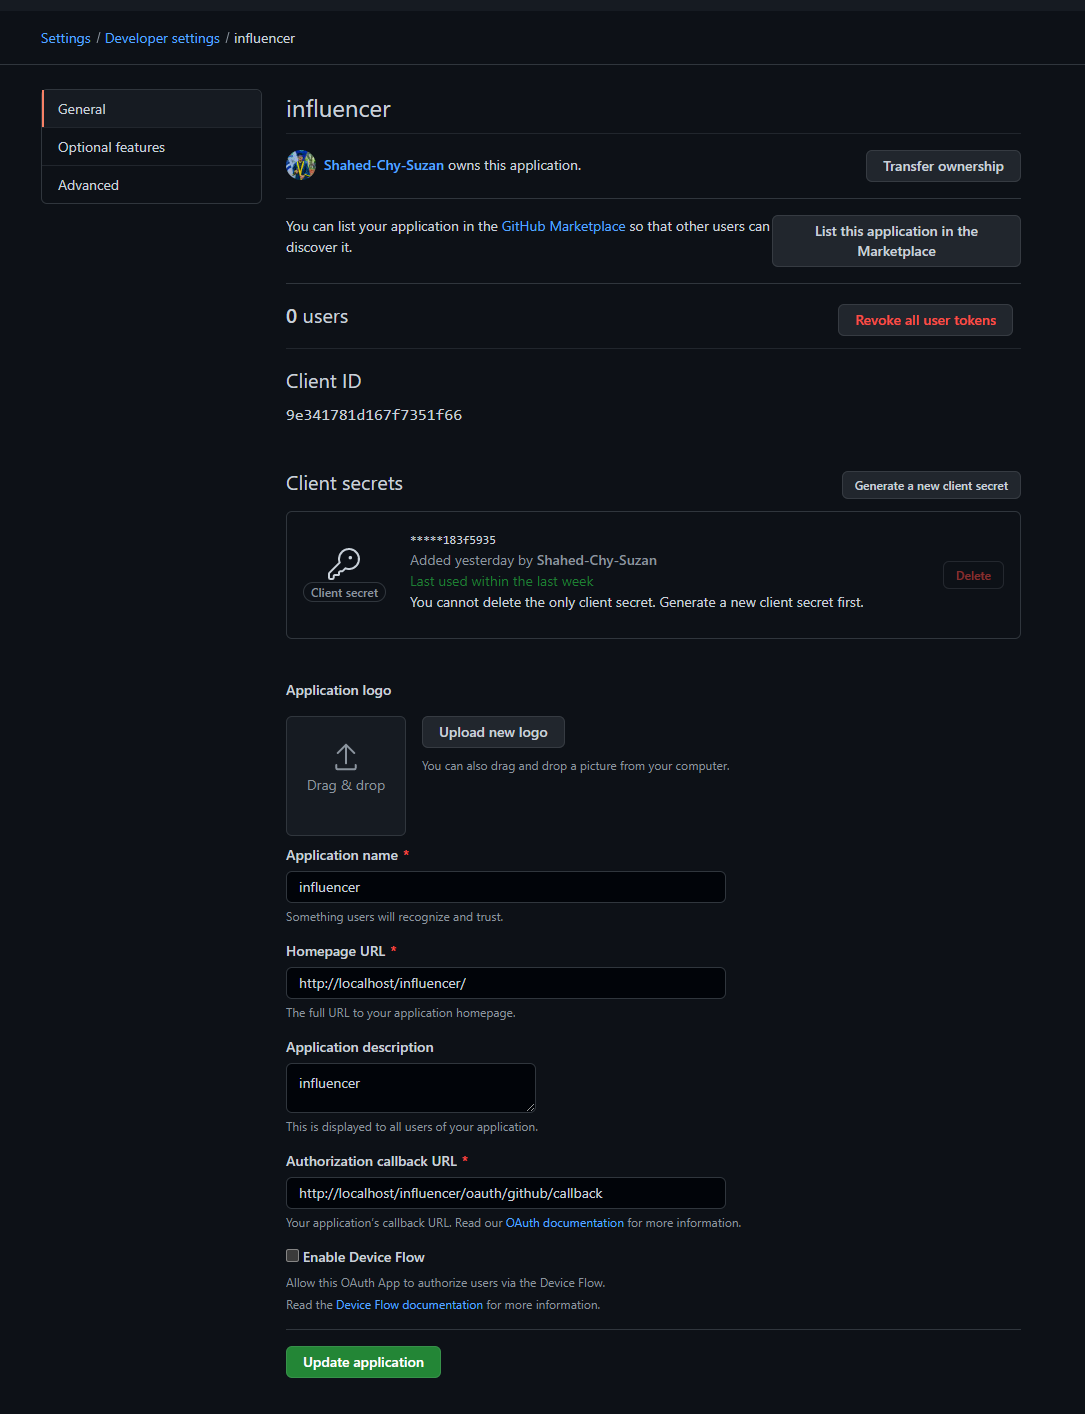 Settings / Developer settings / influencer
General
Optional features
Advanced
influencer
Shahed-Chy-Suzan owns this application.
Transfer ownership
You can list your application in the GitHub Marketplace so that other users can
discover it.
List this application in the
Marketplace
0 users
Revoke all user tokens
Client ID
9e341781d167f7351f66
Client secrets
Generate a new client secret
*****183f5935
Added yesterday by Shahed-Chy-Suzan
Last used within the last week
You cannot delete the only client secret. Generate a new client secret first.
Client secret
Delete
Application logo
Drag & drop
Upload new logo
You can also drag and drop a picture from your computer.
Application name *
influencer
Something users will recognize and trust.
Homepage URL *
http://localhost/influencer/
The full URL to your application homepage.
Application description
influencer
This is displayed to all users of your application.
Authorization callback URL *
http://localhost/influencer/oauth/github/callback
Your application's callback URL. Read our OAuth documentation for more information.
Enable Device Flow
Allow this OAuth App to authorize users via the Device Flow.
Read the Device Flow documentation for more information.
Update application